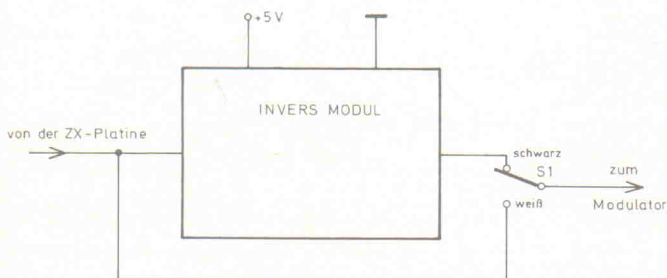 +5V
INVERS MODUL
von der ZX-Platine
schwarz
S1
zum
weiß
Modulator